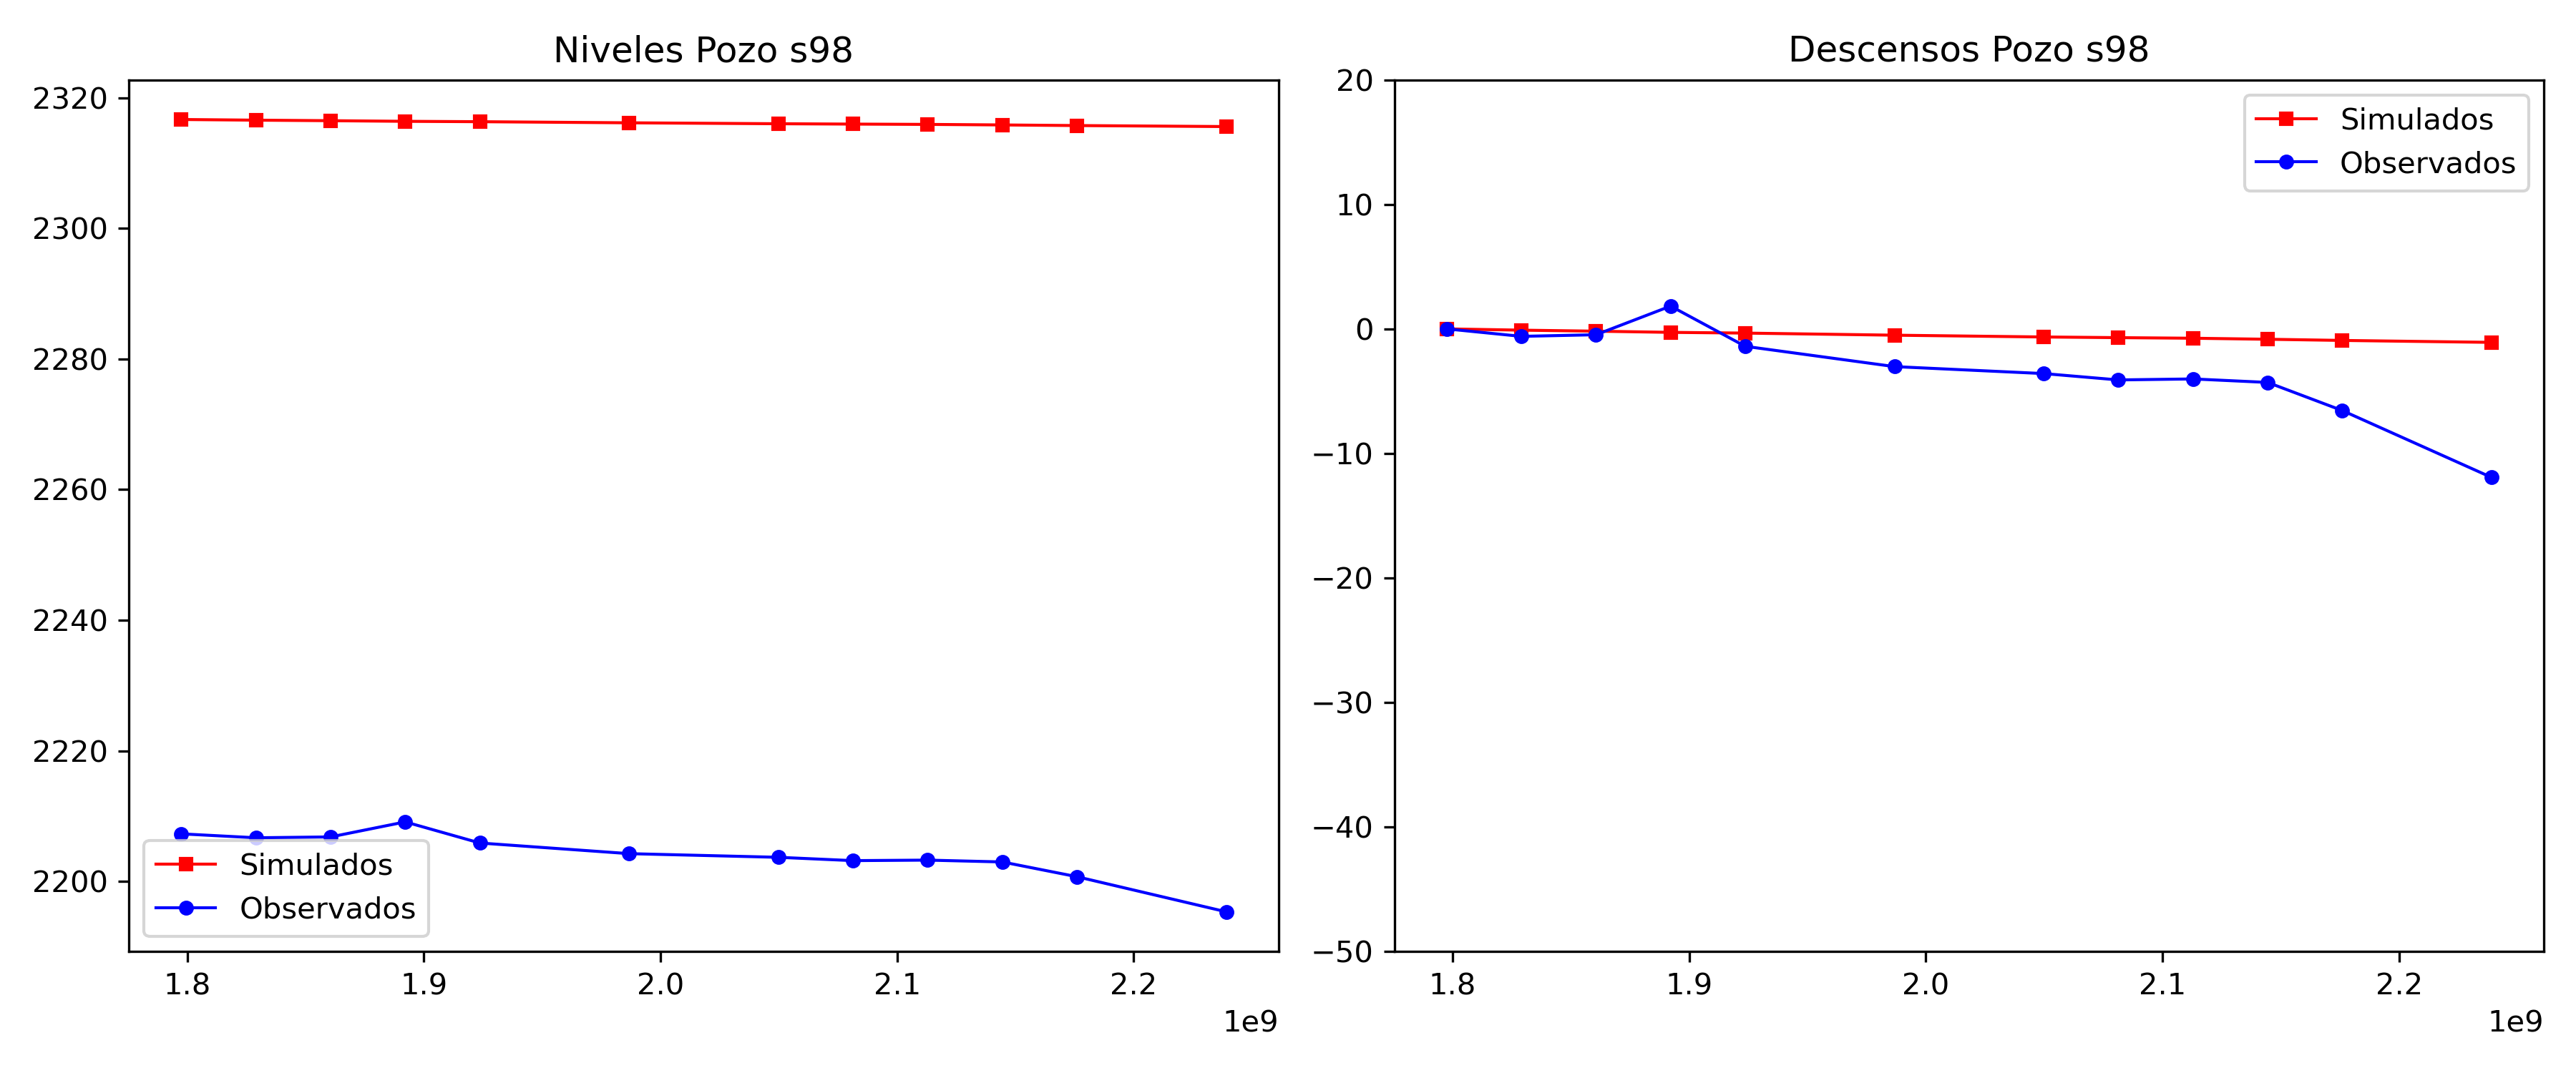 Niveles Pozo s98
2320
2300
2280
2260
2240
2220
2200
Simulados
Observados
1.8 1.9 2.0 2.1 2.2
1e9
Descensos Pozo s98
20
10
0
−10
−20
−30
−40
−50
Simulados
Observados
1.8 1.9 2.0 2.1 2.2
1e9